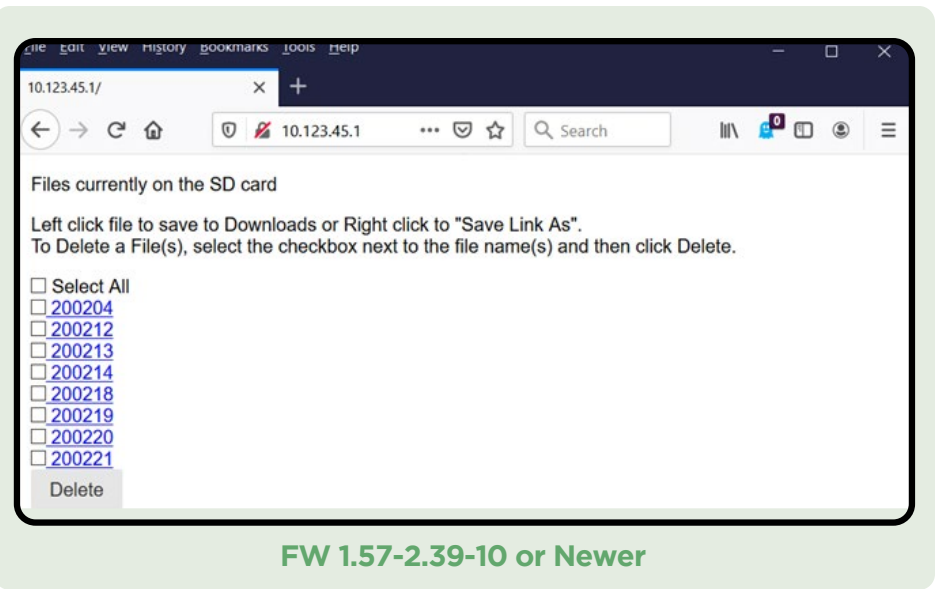 File Edit View History Bookmarks Tools Help
10.123.45.1/
10.123.45.1
Search
0
Files currently on the SD card
Left click file to save to Downloads or Right click to "Save Link As".
To Delete a File(s), select the checkbox next to the file name(s) and then click Delete.
Select All
200204
200212
200213
200214
200218
200219
200220
200221
Delete
FW 1.57-2.39-10 or Newer